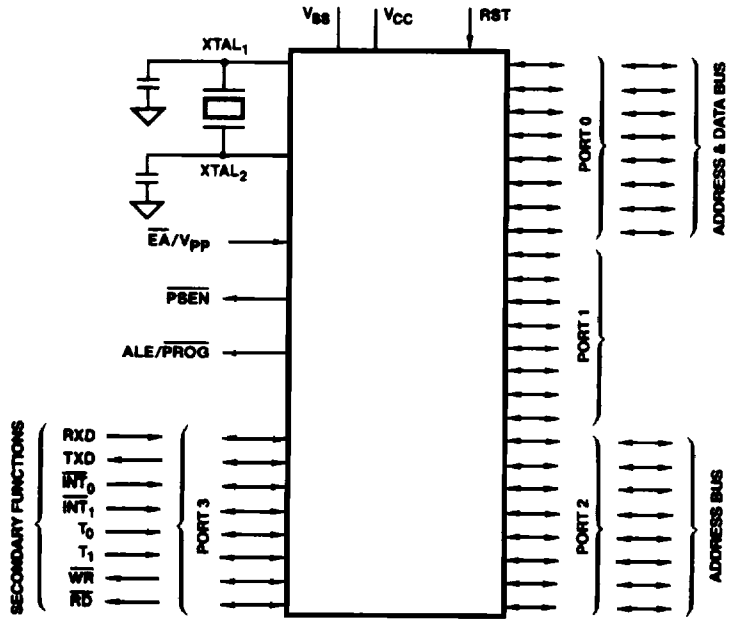 VSS
VCC
RST
XTAL1
XTAL2
EA/VPP
PSEN
ALE/PROG
PORT 0
ADDRESS & DATA BUS
PORT 1
PORT 2
ADDRESS BUS
SECONDARY FUNCTIONS
RXD
TXD
INT0
INT1
T0
T1
WR
RD
PORT 3